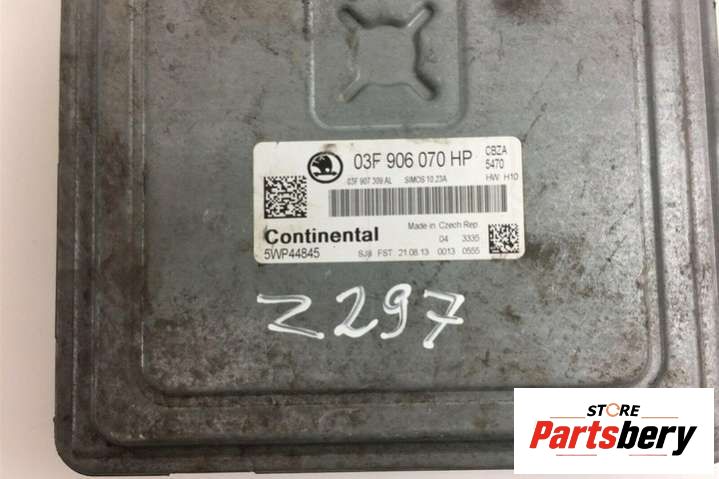 03F 906 070 HP CBZA
5470
03F 907 309 AL SIMOS 10.23A HW: H10
Made in Czech Rep
Continental 04 3335
5WP44845 SJ8 FST 21.08.13 0013 0555
Z297
STORE
Partsbery